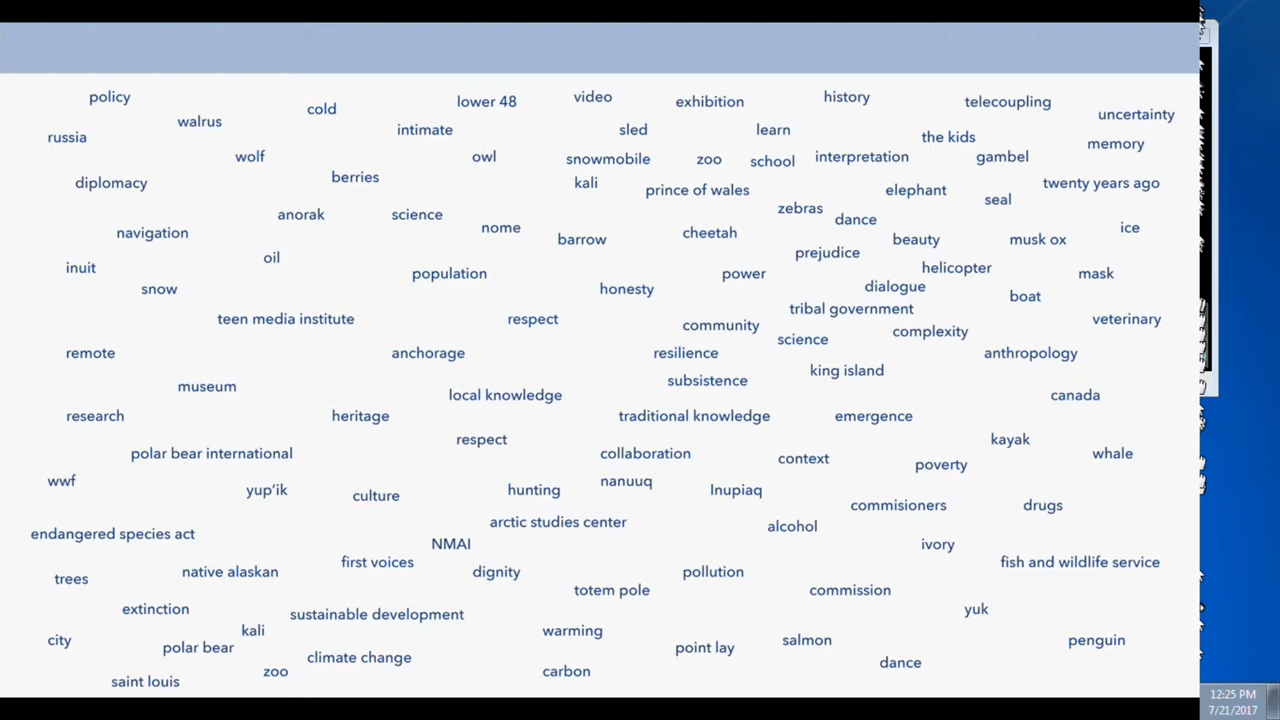 policy
cold
lower 48
video
exhibition
history
telecoupling
uncertainty
walrus
russia
intimate
sled
learn
the kids
memory
wolf
owl
snowmobile
zoo
school
interpretation
gambel
diplomacy
berries
kali
prince of wales
elephant
twenty years ago
seal
zebras
anorak
science
dance
navigation
nome
barrow
cheetah
beauty
musk ox
ice
prejudice
oil
inuit
population
power
helicopter
mask
snow
honesty
dialogue
boat
tribal government
teen media institute
respect
community
complexity
veterinary
science
remote
anchorage
resilience
anthropology
king island
museum
subsistence
local knowledge
canada
research
heritage
traditional knowledge
emergence
respect
kayak
polar bear international
collaboration
context
poverty
whale
wwf
nanuuq
yup’ik
culture
hunting
lnupiaq
commisioners
drugs
arctic studies center
alcohol
endangered species act
NMAI
ivory
first voices
fish and wildlife service
trees
native alaskan
dignity
pollution
totem pole
commission
extinction
sustainable development
yuk
city
kali
warming
salmon
penguin
polar bear
point lay
climate change
dance
zoo
carbon
saint louis
12:25 PM
7/21/2017